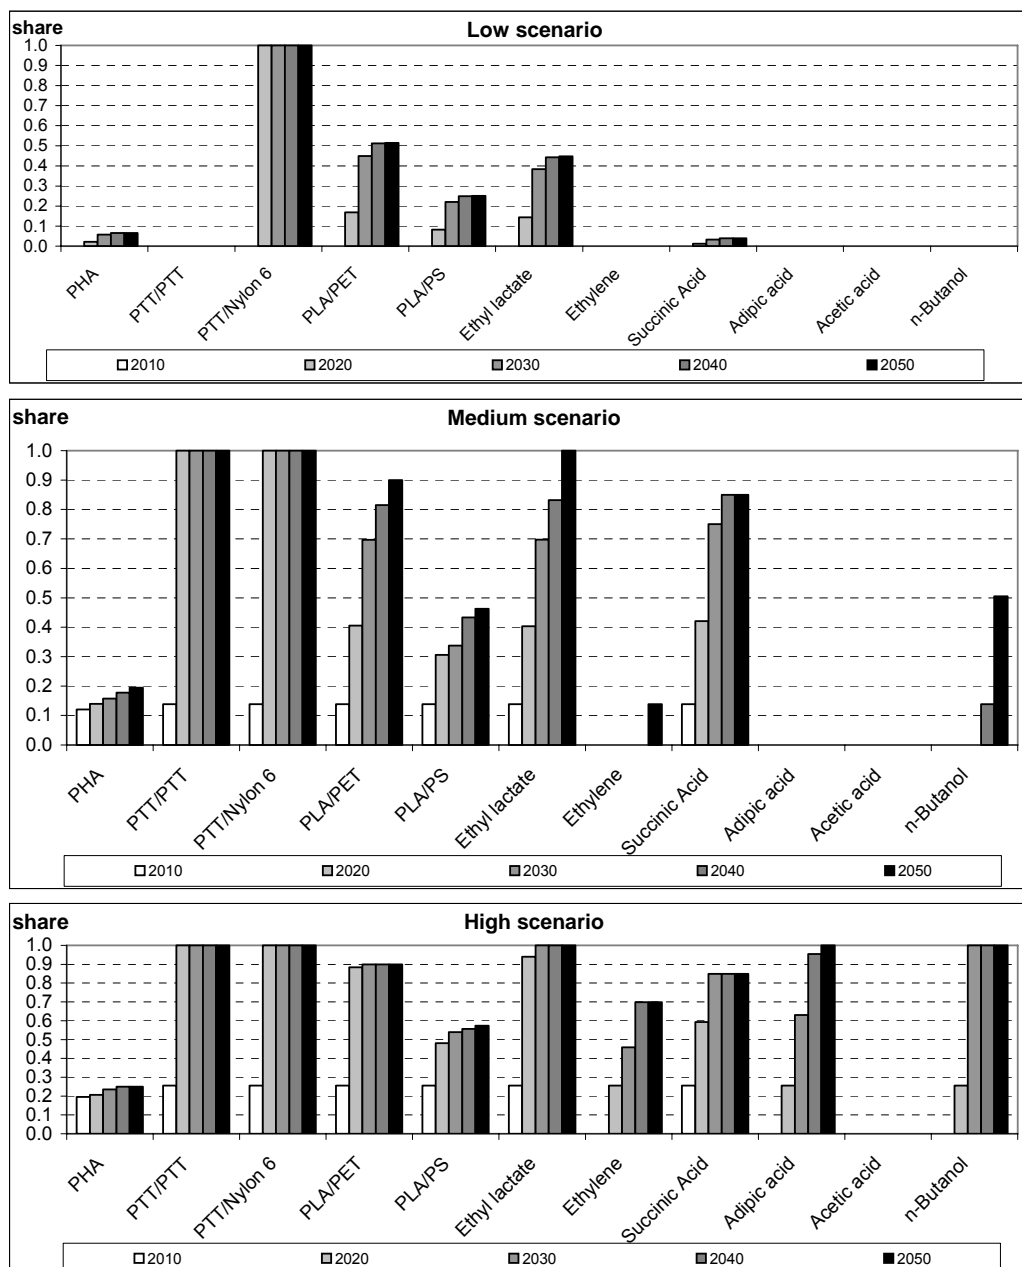 share
Low scenario
1.0
0.9
0.8
0.7
0.6
0.5
0.4
0.3
0.2
0.1
0.0
PHA
PTT/PTT
PTT/Nylon 6
PLA/PET
PLA/PS
Ethyl lactate
Ethylene
Succinic Acid
Adipic acid
Acetic acid
n-Butanol
2010 2020 2030 2040 2050
share
Medium scenario
1.0
0.9
0.8
0.7
0.6
0.5
0.4
0.3
0.2
0.1
0.0
PHA
PTT/PTT
PTT/Nylon 6
PLA/PET
PLA/PS
Ethyl lactate
Ethylene
Succinic Acid
Adipic acid
Acetic acid
n-Butanol
2010 2020 2030 2040 2050
share
High scenario
1.0
0.9
0.8
0.7
0.6
0.5
0.4
0.3
0.2
0.1
0.0
PHA
PTT/PTT
PTT/Nylon 6
PLA/PET
PLA/PS
Ethyl lactate
Ethylene
Succinic Acid
Adipic acid
Acetic acid
n-Butanol
2010 2020 2030 2040 2050